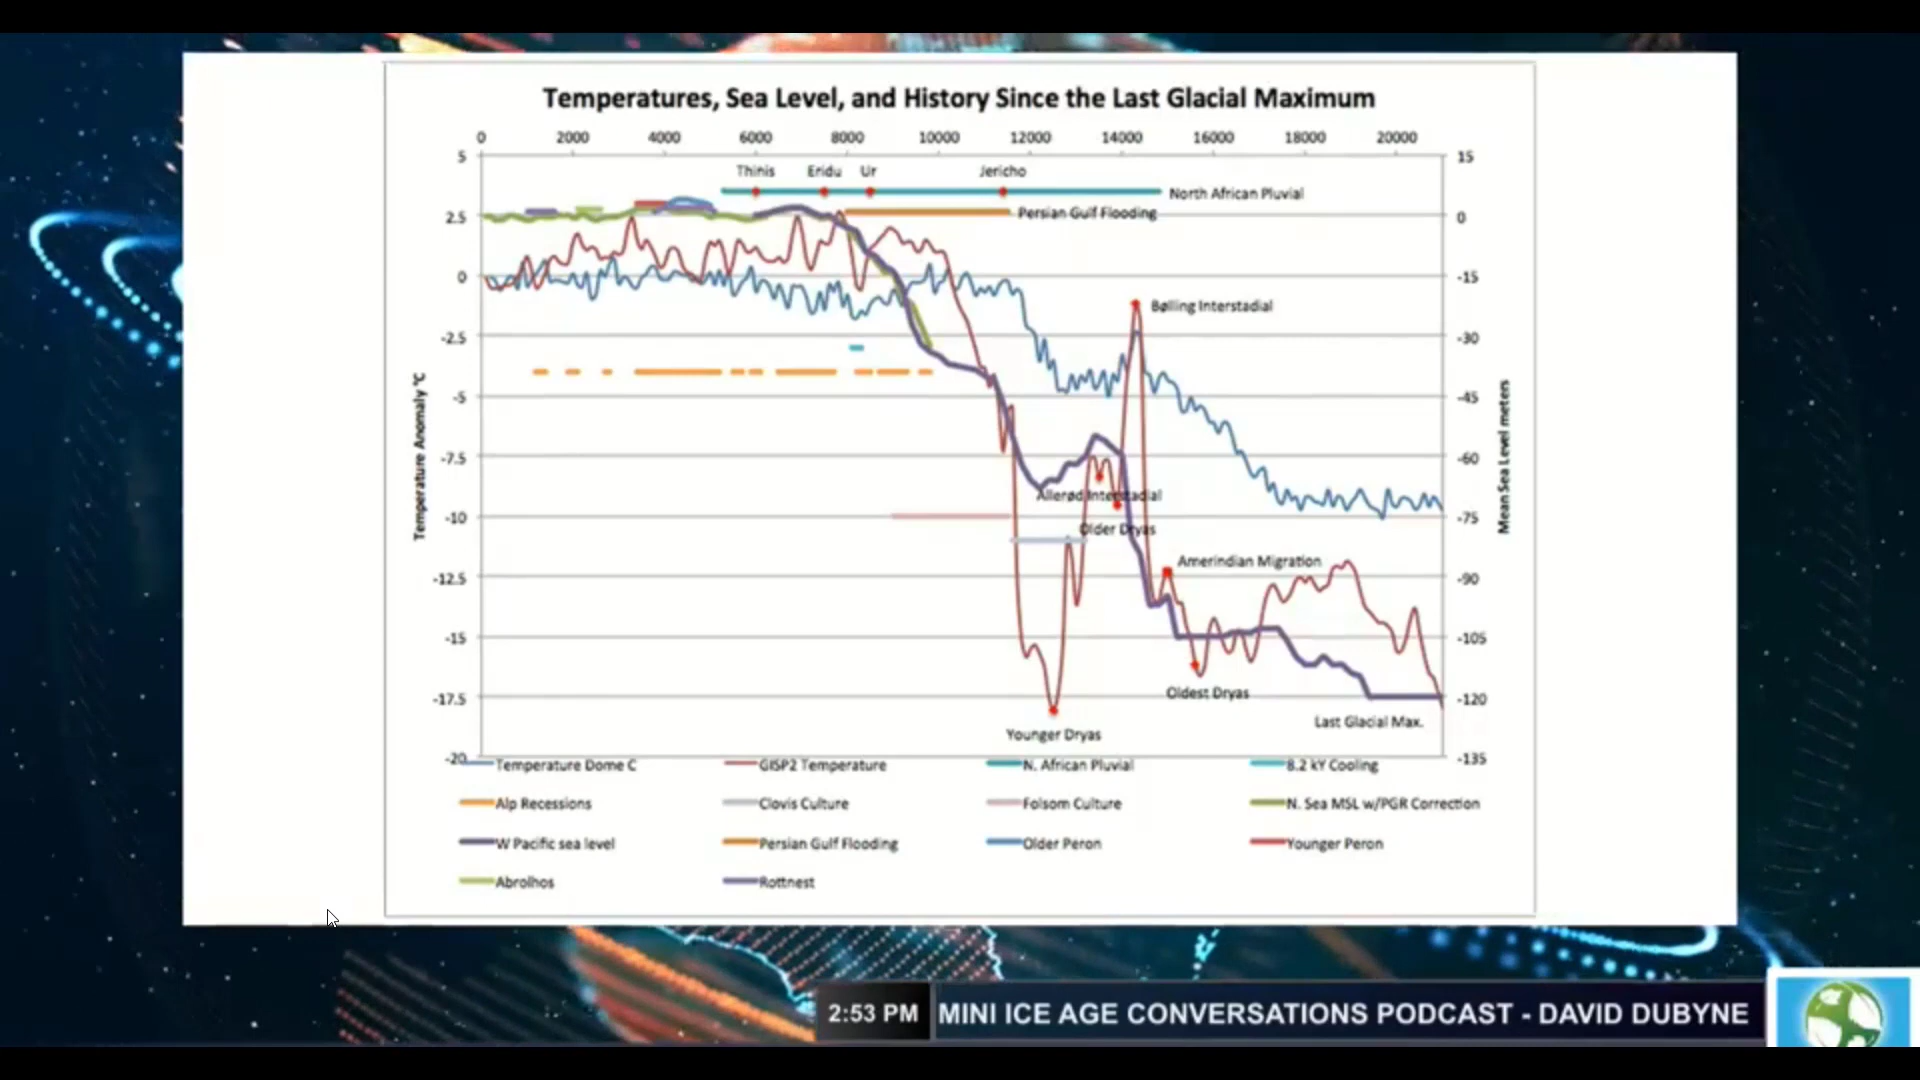 Temperatures, Sea Level, and History Since the Last Glacial Maximum
0 2000 4000 6000 8000 10000 12000 14000 16000 18000 20000
5 15
Thinis Eridu Ur Jericho
North African Pluvial
Persian Gulf Flooding
2.5 0
0 -15
Bølling Interstadial
-2.5 -30
-5 -45
Temperature Anomaly °C
Mean Sea Level meters
-7.5 -60
Allerød Interstadial
-10 -75
Older Dryas
Amerindian Migration
-12.5 -90
-15 -105
Oldest Dryas
-17.5 -120
Last Glacial Max.
Younger Dryas
-20 -135
Temperature Dome C GISP2 Temperature N. African Pluvial 8.2 kY Cooling
Alp Recessions Clovis Culture Folsom Culture N. Sea MSL w/PGR Correction
W Pacific sea level Persian Gulf Flooding Older Peron Younger Peron
Abrolhos Rottnest
2:53 PM MINI ICE AGE CONVERSATIONS PODCAST - DAVID DUBYNE